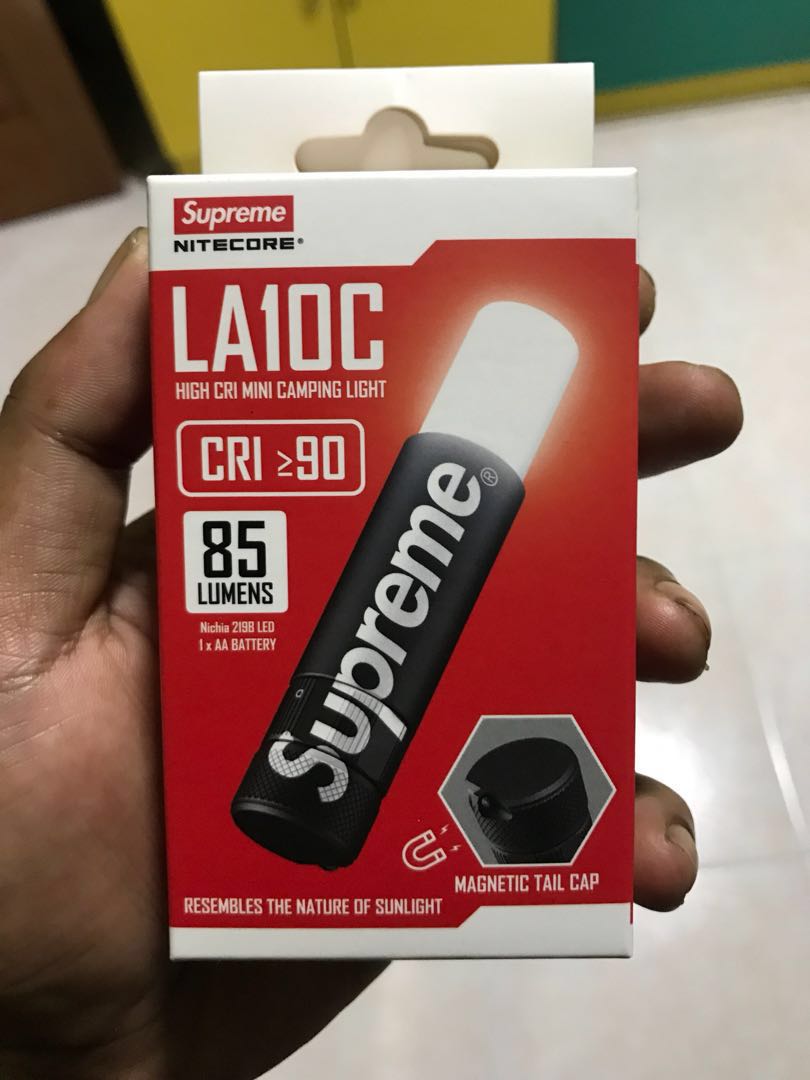 Supreme
NITECORE®
LA10C
HIGH CRI MINI CAMPING LIGHT
CRI ≥90
85
LUMENS
Nichia 219B LED
1 x AA BATTERY
Supreme®
MAGNETIC TAIL CAP
RESEMBLES THE NATURE OF SUNLIGHT